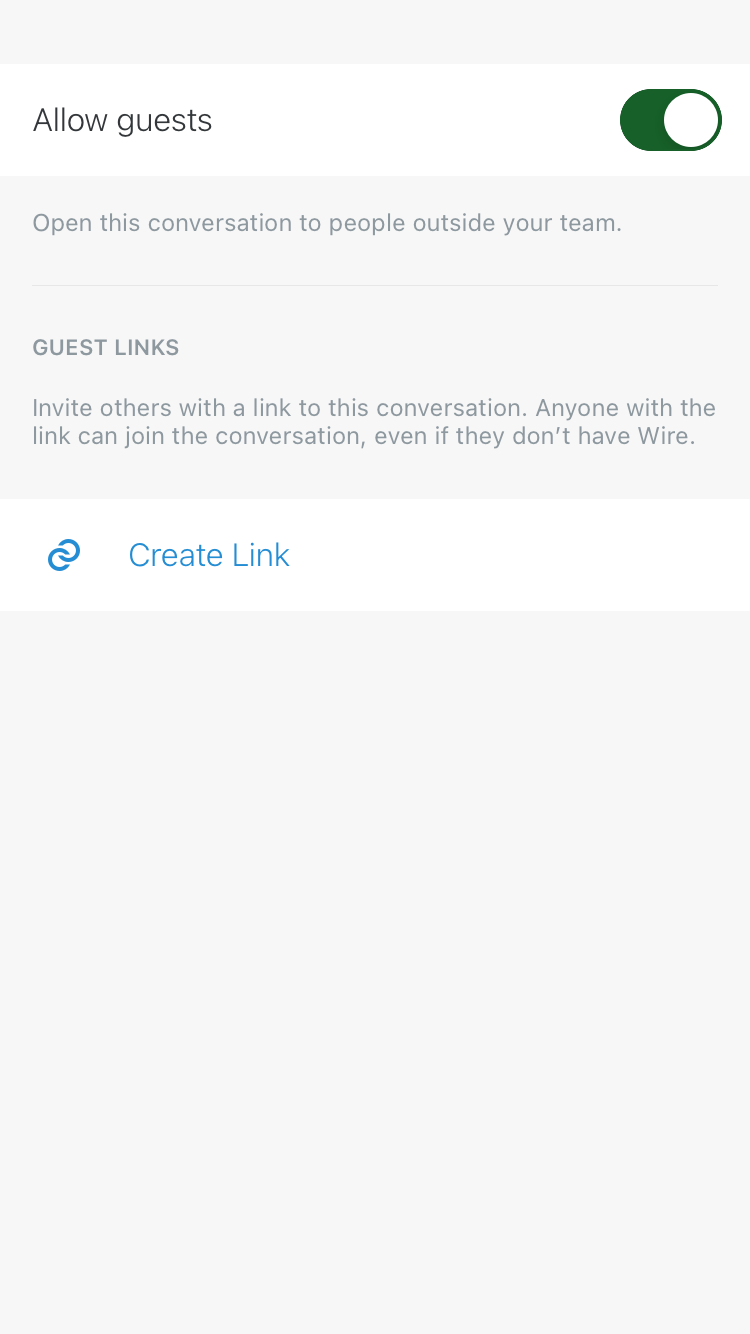 Allow guests
Open this conversation to people outside your team.
GUEST LINKS
Invite others with a link to this conversation. Anyone with the
link can join the conversation, even if they don’t have Wire.
Create Link